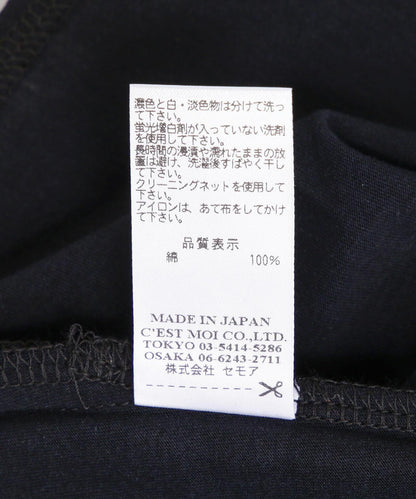 濃色と白・淡色物は分けて洗っ
て下さい。
蛍光増白剤が入っていない洗剤
を使用して下さい。
長時間の浸漬や濡れたままの放
置は避け、洗濯後すばやく干し
て下さい。
クリーニングネットを使用して
下さい。
アイロンは、あて布をしてかけ
て下さい。
品質表示
綿 100%
MADE IN JAPAN
C'EST MOI CO.,LTD.
TOKYO 03-5414-5286
OSAKA 06-6243-2711
株式会社 セモア